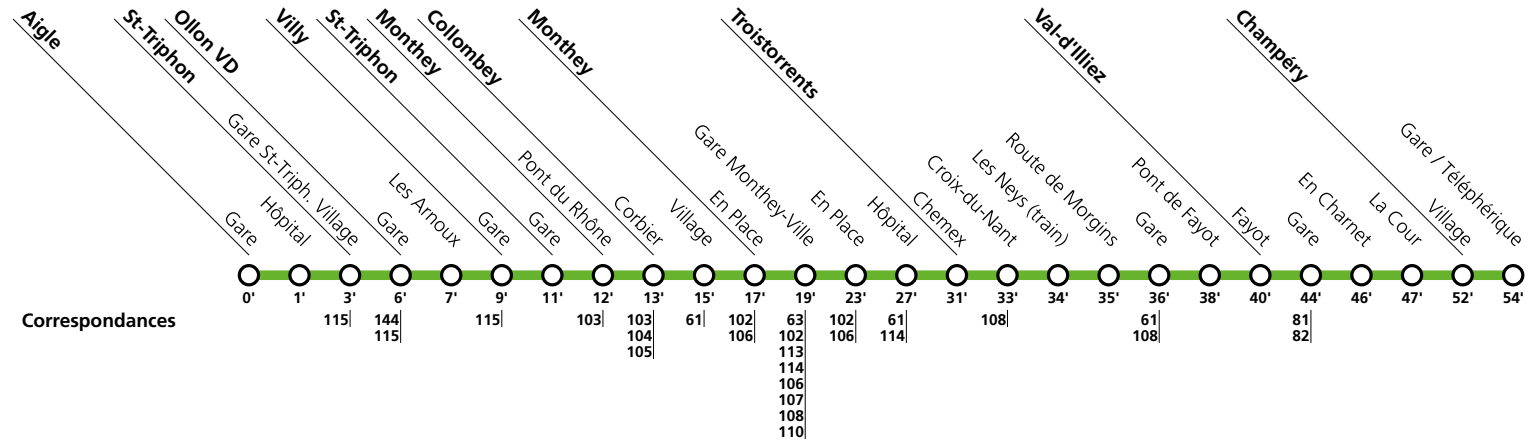 Aigle
St-Triphon
Ollon VD
Villy
St-Triphon
Monthey
Collombey
Monthey
Troistorrents
Val-d'Illiez
Champéry
Gare
Hôpital
Gare St-Triph. Village
Gare
Les Arnoux
Gare
Gare
Pont du Rhône
Corbier
Village
En Place
Gare Monthey-Ville
En Place
Hôpital
Chemex
Croix-du-Nant
Les Neys (train)
Route de Morgins
Gare
Pont de Fayot
Fayot
Gare
En Charnet
La Cour
Village
Gare / Téléphérique
0' 1' 3' 6' 7' 9' 11' 12' 13' 15' 17' 19' 23' 27' 31' 33' 34' 35' 36' 38' 40' 44' 46' 47' 52' 54'
Correspondances 115 144 115 103 103 61 102 63 102 61 108 61 81
115 104 106 102 106 114 108 82
105 113
114
106
107
108
110